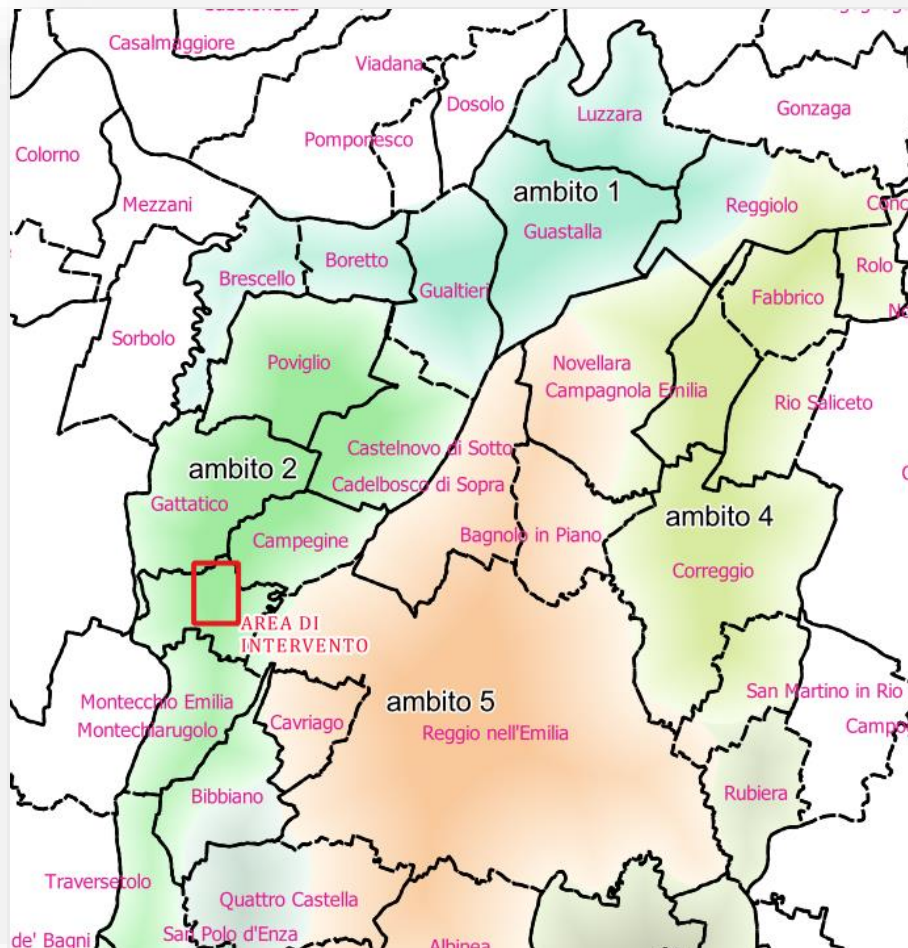 Casalmaggiore
Viadana
Dosolo
Luzzara
Gonzaga
Pomponesco
Colorno
ambito 1
Mezzani
Reggiolo
Guastalla
Boretto
Brescello
Gualtieri
Rolo
Fabbrico
Sorbolo
Poviglio
Novellara
Campagnola Emilia
Rio Saliceto
Castelnovo di Sotto
ambito 2
Cadelbosco di Sopra
Gattatico
ambito 4
Campegine
Bagnolo in Piano
Correggio
AREA DI
INTERVENTO
San Martino in Rio
Montecchio Emilia
ambito 5
Cavriago
Montechiarugolo
Reggio nell'Emilia
Rubiera
Bibbiano
Traversetolo
Quattro Castella
San Polo d'Enza
de' Bagni
Albinea